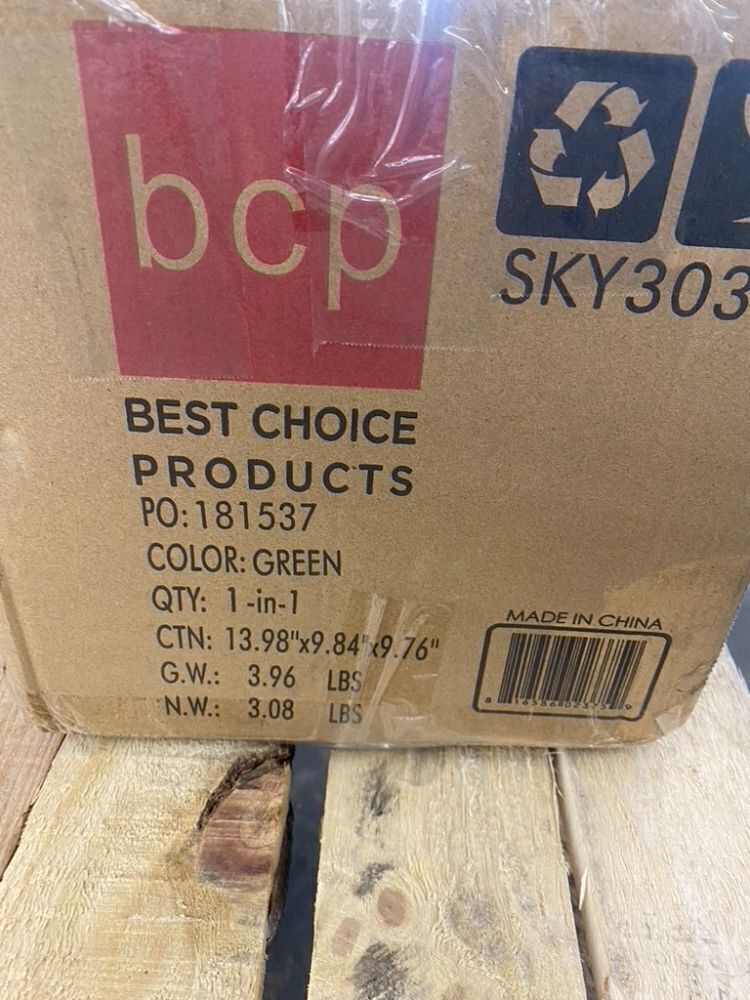 bcp
SKY303
BEST CHOICE
PRODUCTS
PO: 181537
COLOR: GREEN
QTY: 1-in-1
CTN: 13.98"x9.84"x9.76"
G.W.: 3.96 LBS
N.W.: 3.08 LBS
MADE IN CHINA